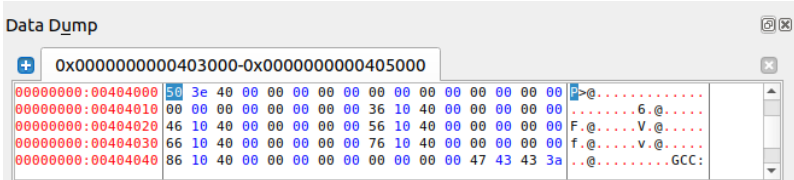 Data Dump
0x0000000000403000-0x0000000000405000
00000000:00404000 50 3e 40 00 00 00 00 00 00 00 00 00 00 00 00 00 P>@.............
00000000:00404010 00 00 00 00 00 00 00 00 36 10 40 00 00 00 00 00 ........6.@.....
00000000:00404020 46 10 40 00 00 00 00 00 56 10 40 00 00 00 00 00 F.@.....V.@.....
00000000:00404030 66 10 40 00 00 00 00 00 76 10 40 00 00 00 00 00 f.@.....v.@.....
00000000:00404040 86 10 40 00 00 00 00 00 00 00 00 00 47 43 43 3a ..@.........GCC: